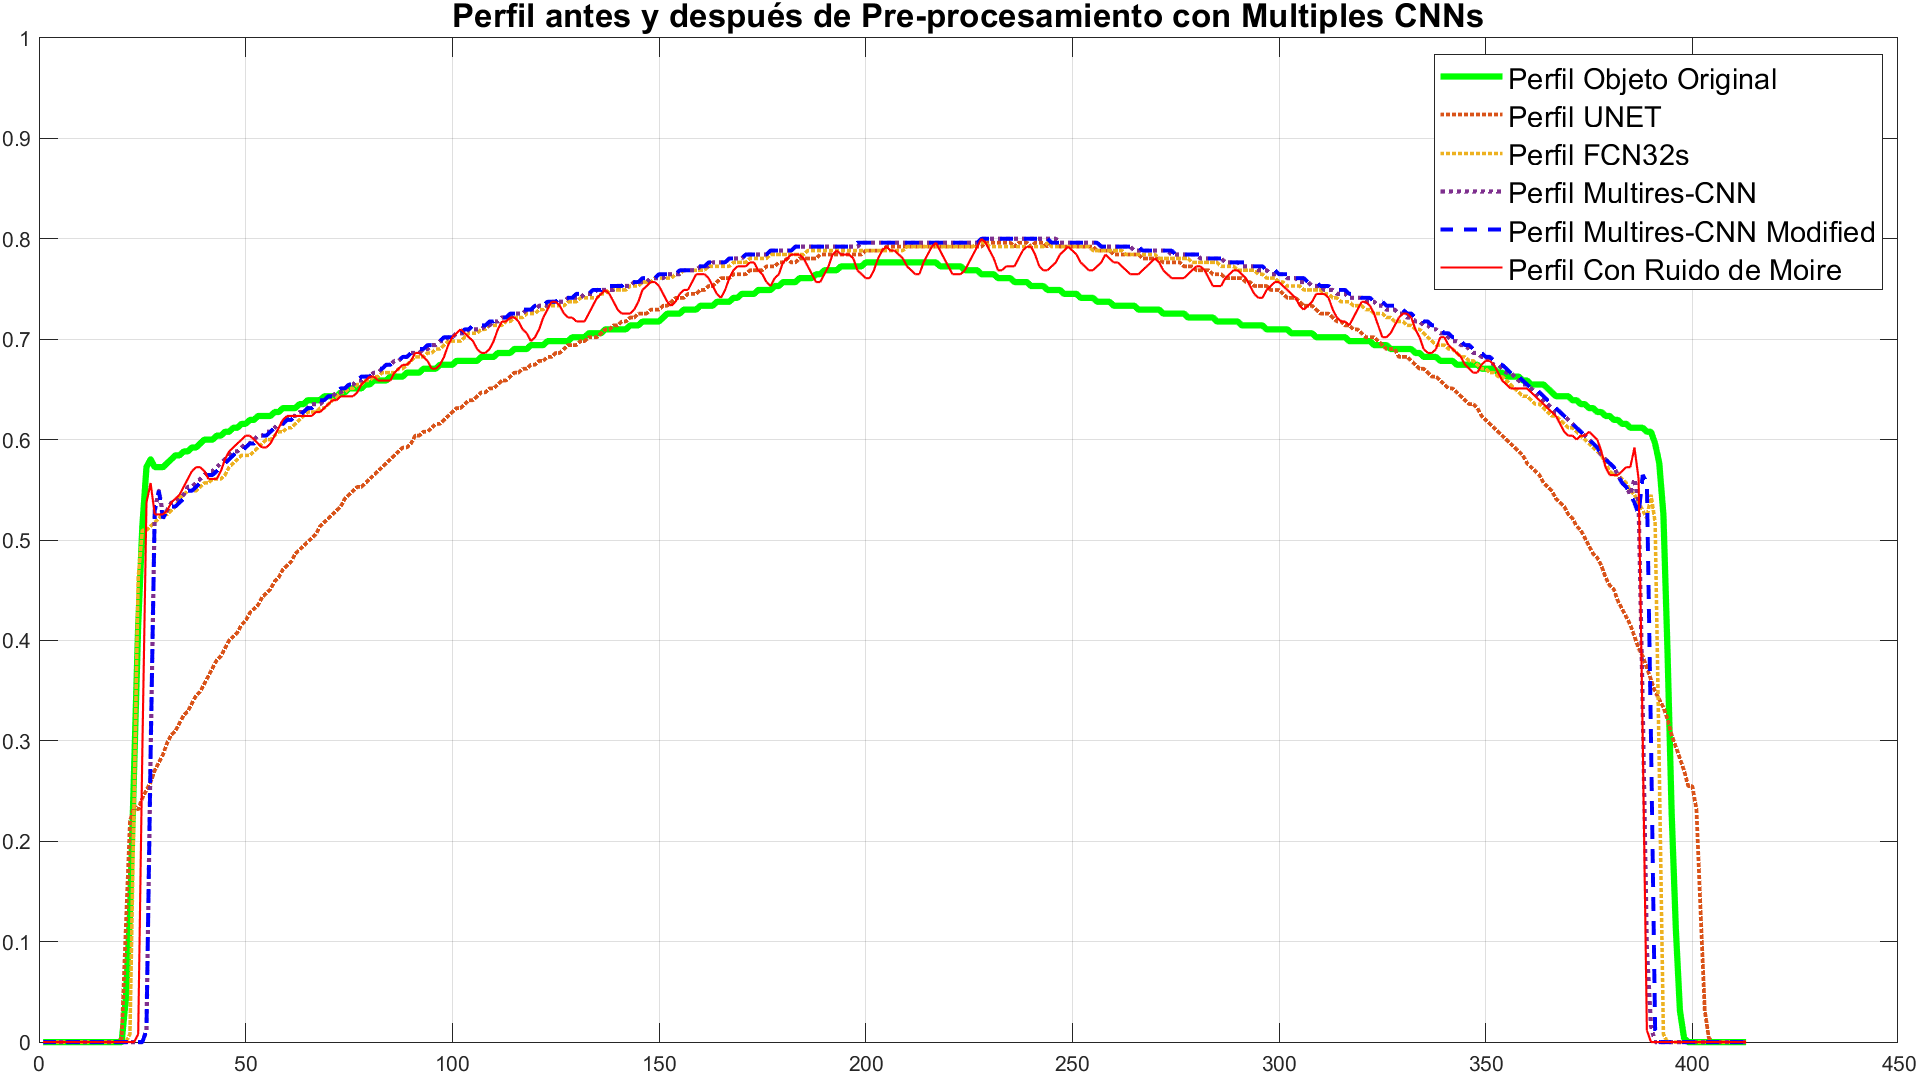 Perfil antes y después de Pre-procesamiento con Multiples CNNs
1
0.9
0.8
0.7
0.6
0.5
0.4
0.3
0.2
0.1
0
Perfil Objeto Original
Perfil UNET
Perfil FCN32s
Perfil Multires-CNN
Perfil Multires-CNN Modified
Perfil Con Ruido de Moire
0 50 100 150 200 250 300 350 400 450